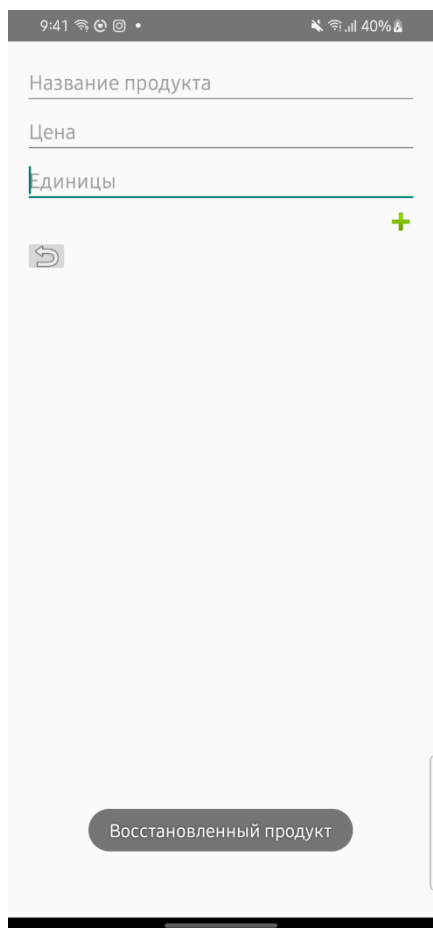 9:41
40%
Название продукта
Цена
Единицы
Восстановленный продукт